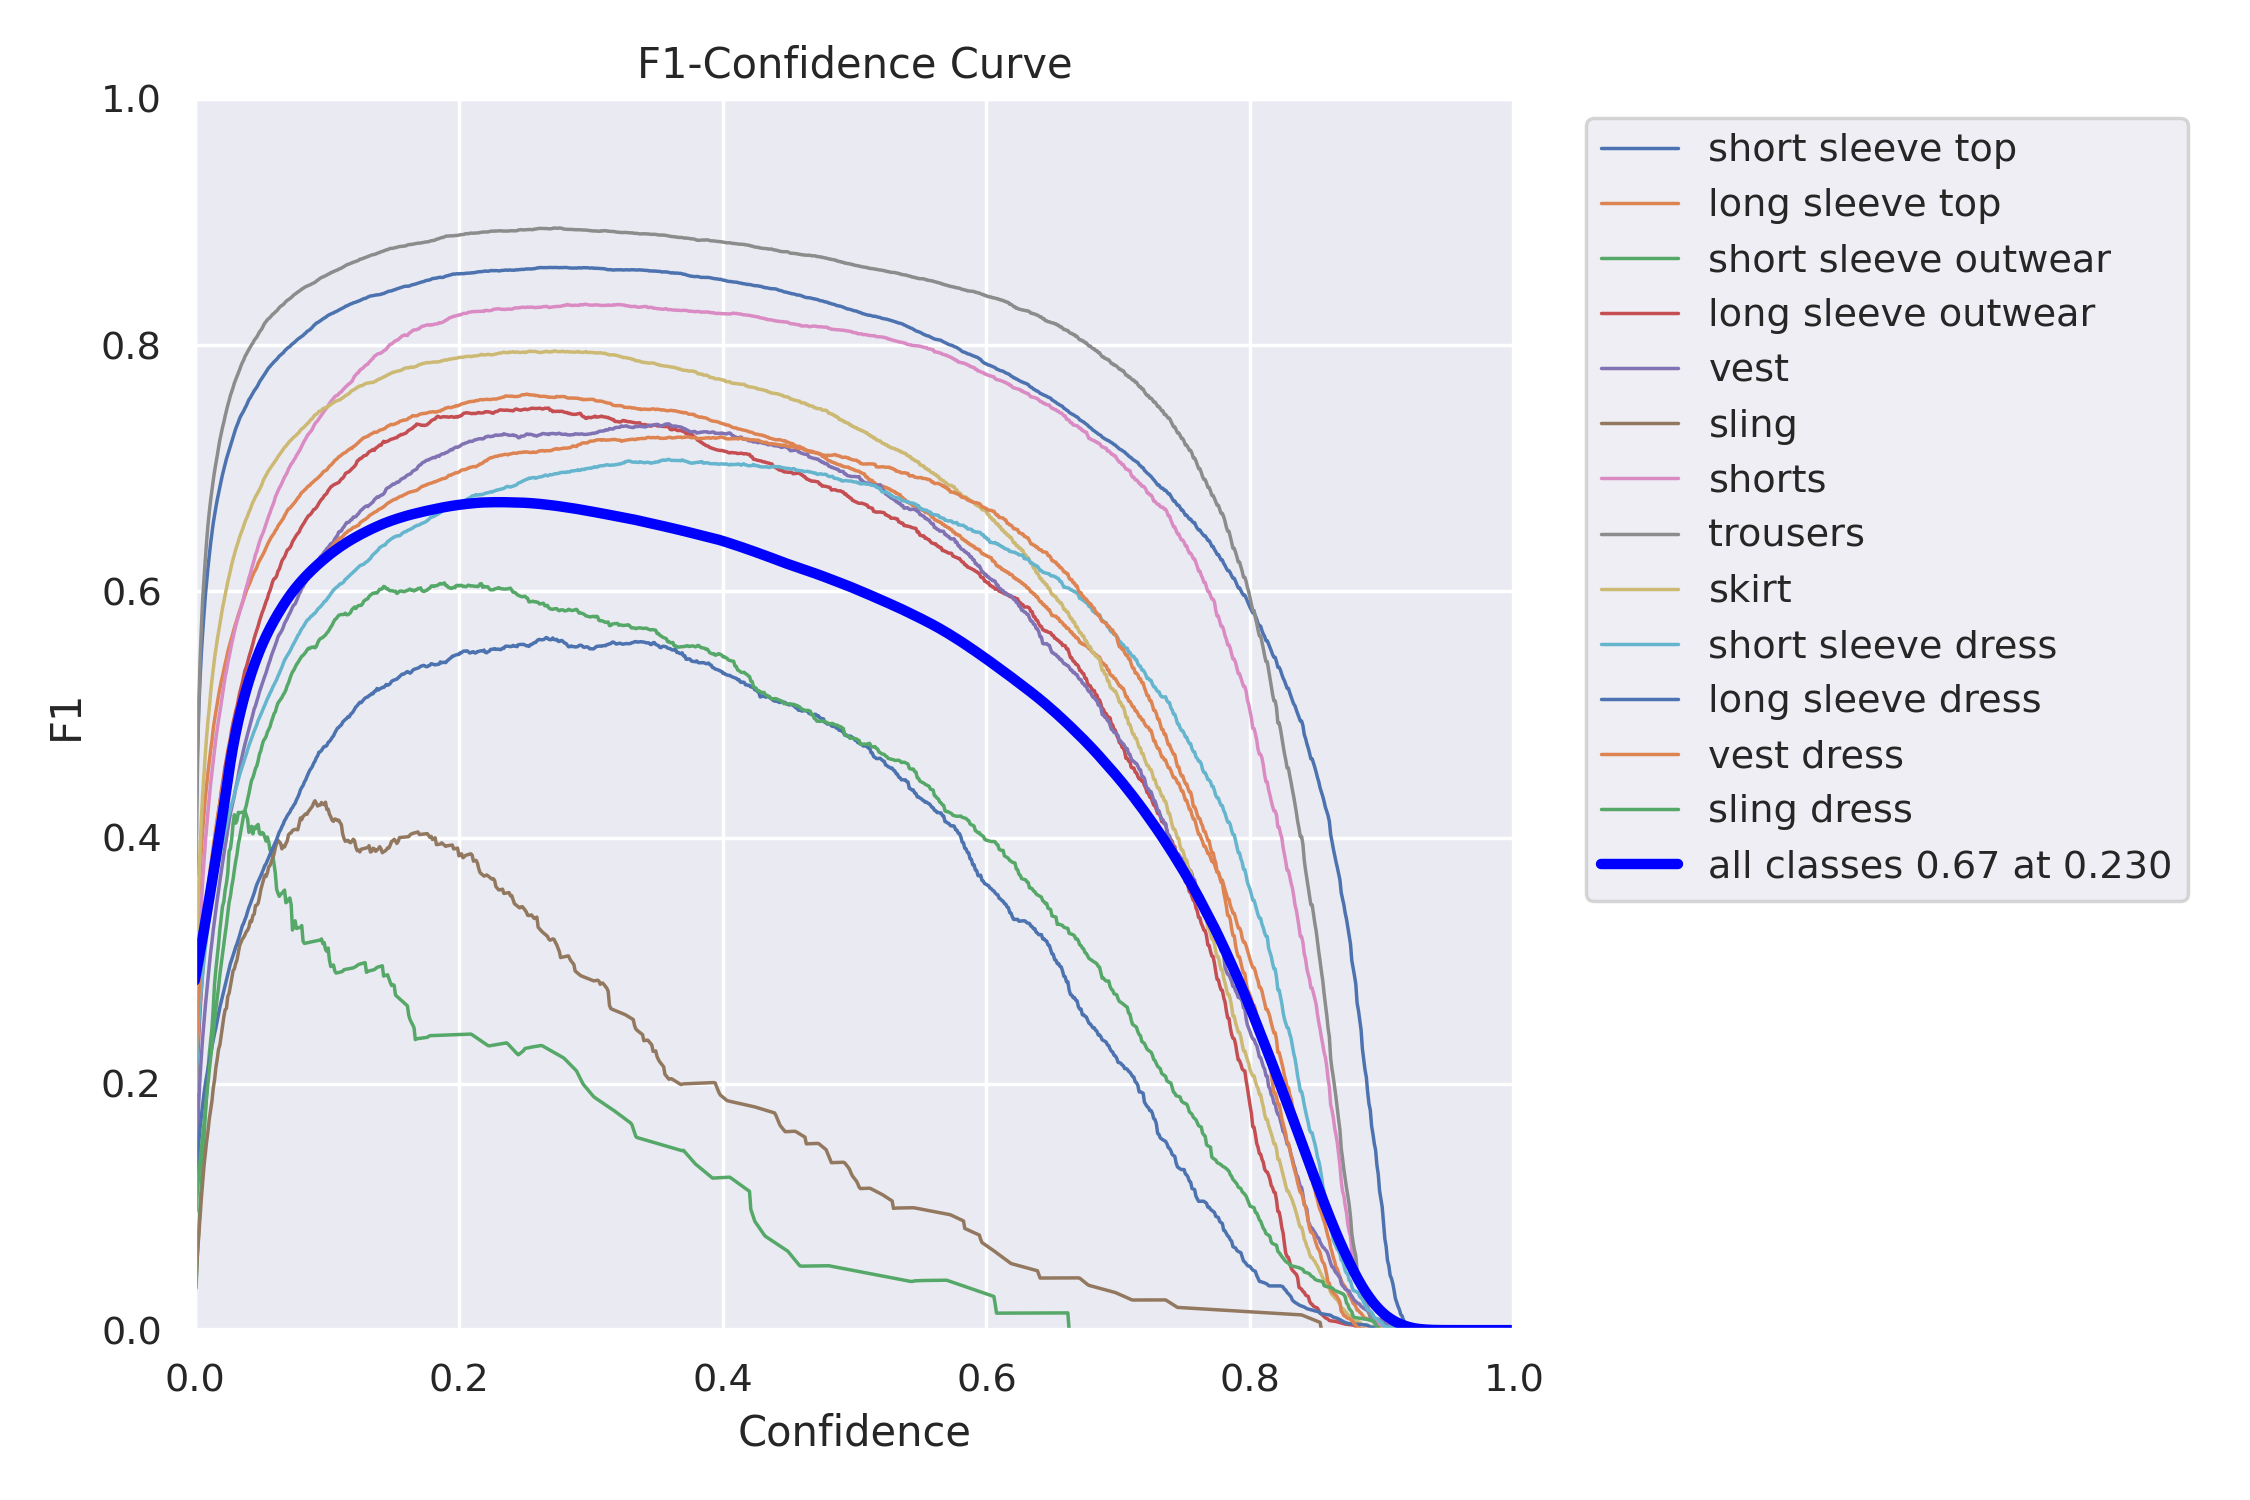 F1-Confidence Curve
1.0
0.8
0.6
0.4
0.2
0.0
F1
0.0 0.2 0.4 0.6 0.8 1.0
Confidence
short sleeve top
long sleeve top
short sleeve outwear
long sleeve outwear
vest
sling
shorts
trousers
skirt
short sleeve dress
long sleeve dress
vest dress
sling dress
all classes 0.67 at 0.230